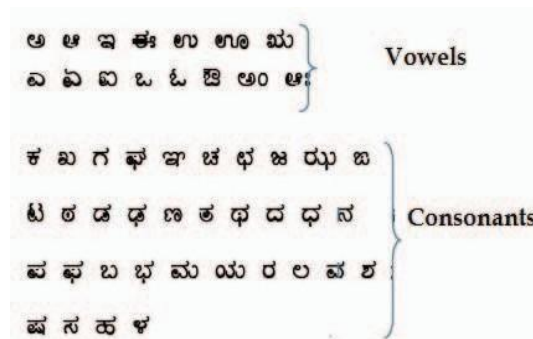 ಅ ಆ ಇ ಈ ಉ ಊ ಋ
ಎ ಏ ಐ ಒ ಓ ಔ ಅಂ ಆಃ
Vowels
ಕ ಖ ಗ ಘ ಞ ಚ ಛ ಜ ಝ ಙ
ಟ ಠ ಡ ಢ ಣ ತ ಥ ದ ಧ ನ
Consonants
ಪ ಫ ಬ ಭ ಮ ಯ ರ ಲ ವ ಶ
ಷ ಸ ಹ ಳ